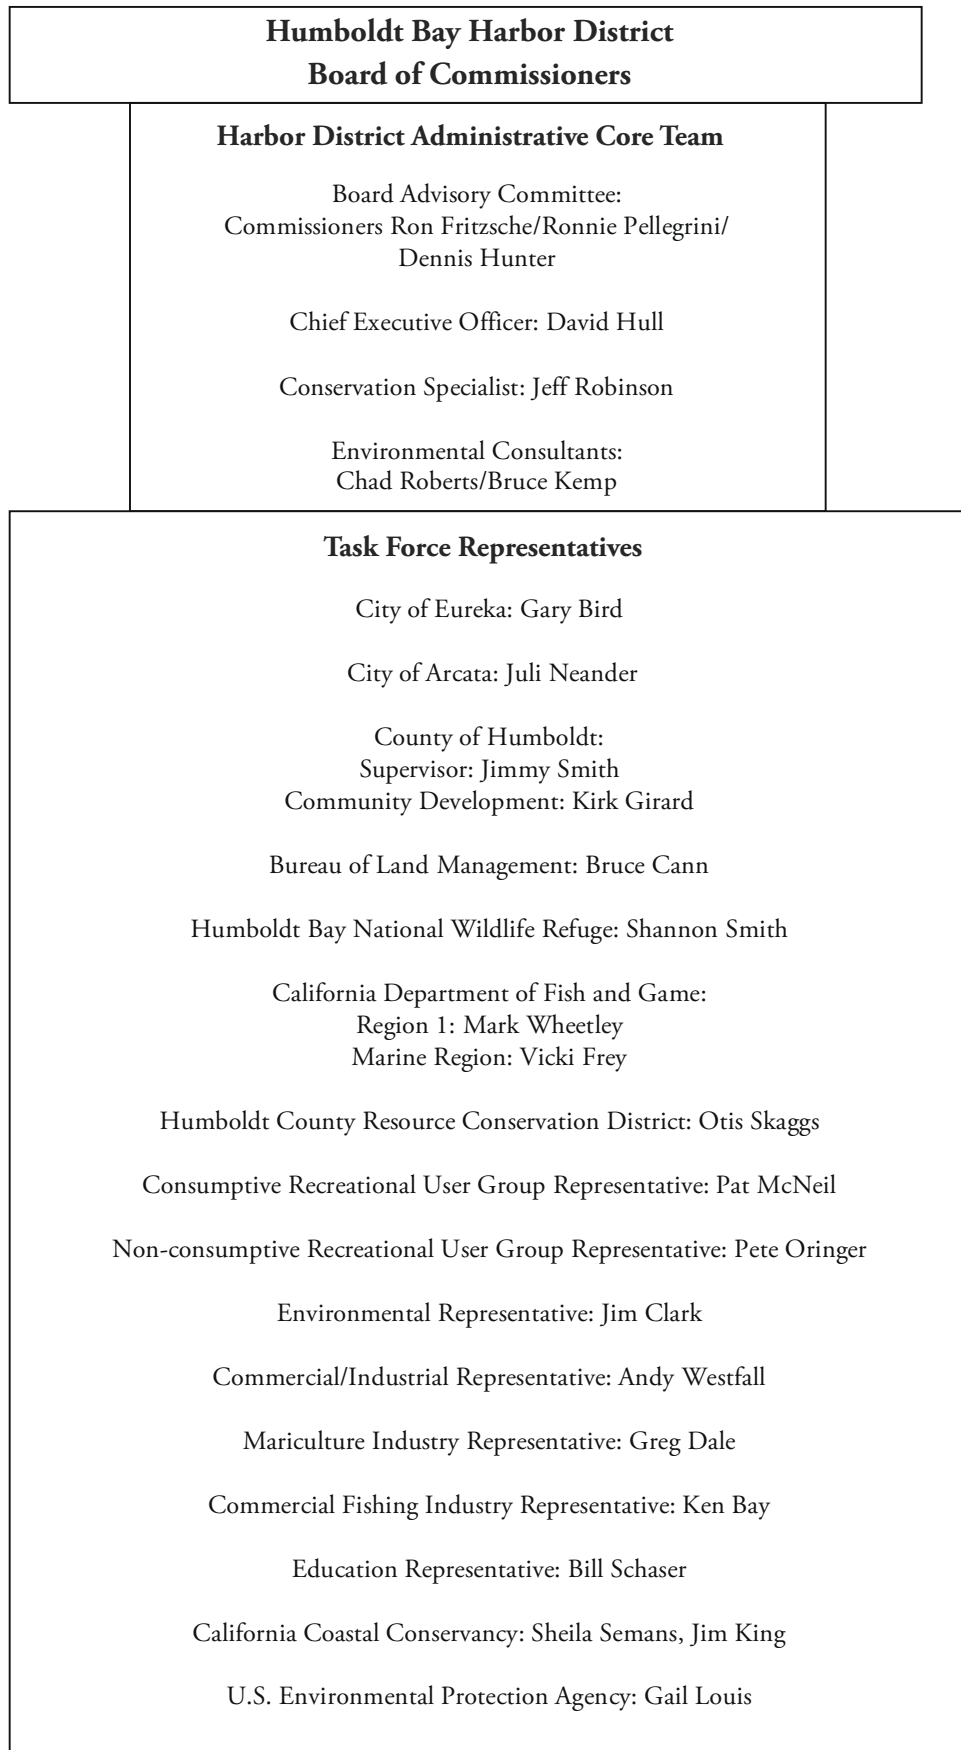 Humboldt Bay Harbor District
Board of Commissioners
Harbor District Administrative Core Team
Board Advisory Committee:
Commissioners Ron Fritzsche/Ronnie Pellegrini/
Dennis Hunter
Chief Executive Officer: David Hull
Conservation Specialist: Jeff Robinson
Environmental Consultants:
Chad Roberts/Bruce Kemp
Task Force Representatives
City of Eureka: Gary Bird
City of Arcata: Juli Neander
County of Humboldt:
Supervisor: Jimmy Smith
Community Development: Kirk Girard
Bureau of Land Management: Bruce Cann
Humboldt Bay National Wildlife Refuge: Shannon Smith
California Department of Fish and Game:
Region 1: Mark Wheetley
Marine Region: Vicki Frey
Humboldt County Resource Conservation District: Otis Skaggs
Consumptive Recreational User Group Representative: Pat McNeil
Non-consumptive Recreational User Group Representative: Pete Oringer
Environmental Representative: Jim Clark
Commercial/Industrial Representative: Andy Westfall
Mariculture Industry Representative: Greg Dale
Commercial Fishing Industry Representative: Ken Bay
Education Representative: Bill Schaser
California Coastal Conservancy: Sheila Semans, Jim King
U.S. Environmental Protection Agency: Gail Louis